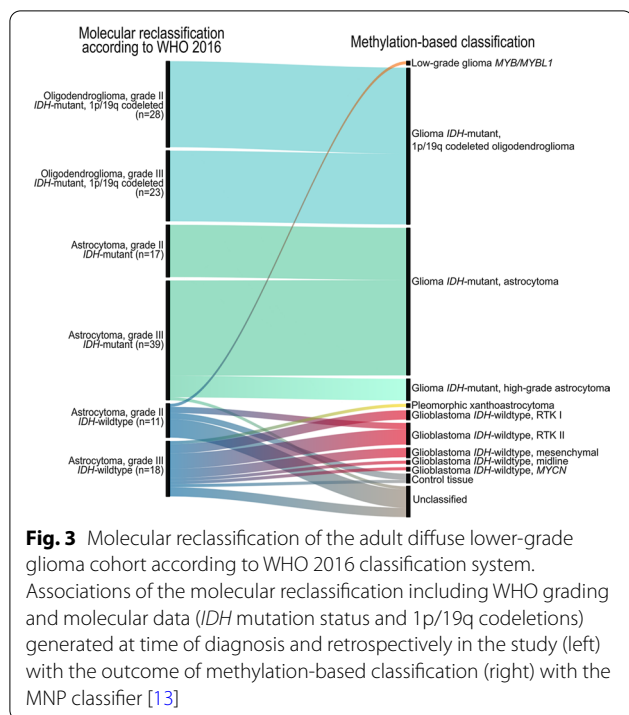 Molecular reclassification
according to WHO 2016
Methylation-based classification
Oligodendroglioma, grade II
IDH-mutant, 1p/19q codeleted
(n=28)
Oligodendroglioma, grade III
IDH-mutant, 1p/19q codeleted
(n=23)
Astrocytoma, grade II
IDH-mutant (n=17)
Astrocytoma, grade III
IDH-mutant (n=39)
Astrocytoma, grade II
IDH-wildtype (n=11)
Astrocytoma, grade III
IDH-wildtype (n=18)
Low-grade glioma MYB/MYBL1
Glioma IDH-mutant,
1p/19q codeleted oligodendroglioma
Glioma IDH-mutant, astrocytoma
Glioma IDH-mutant, high-grade astrocytoma
Pleomorphic xanthoastrocytoma
Glioblastoma IDH-wildtype, RTK I
Glioblastoma IDH-wildtype, RTK II
Glioblastoma IDH-wildtype, mesenchymal
Glioblastoma IDH-wildtype, midline
Glioblastoma IDH-wildtype, MYCN
Control tissue
Unclassified
Fig. 3 Molecular reclassification of the adult diffuse lower-grade
glioma cohort according to WHO 2016 classification system.
Associations of the molecular reclassification including WHO grading
and molecular data (IDH mutation status and 1p/19q codeletions)
generated at time of diagnosis and retrospectively in the study (left)
with the outcome of methylation-based classification (right) with the
MNP classifier [13]